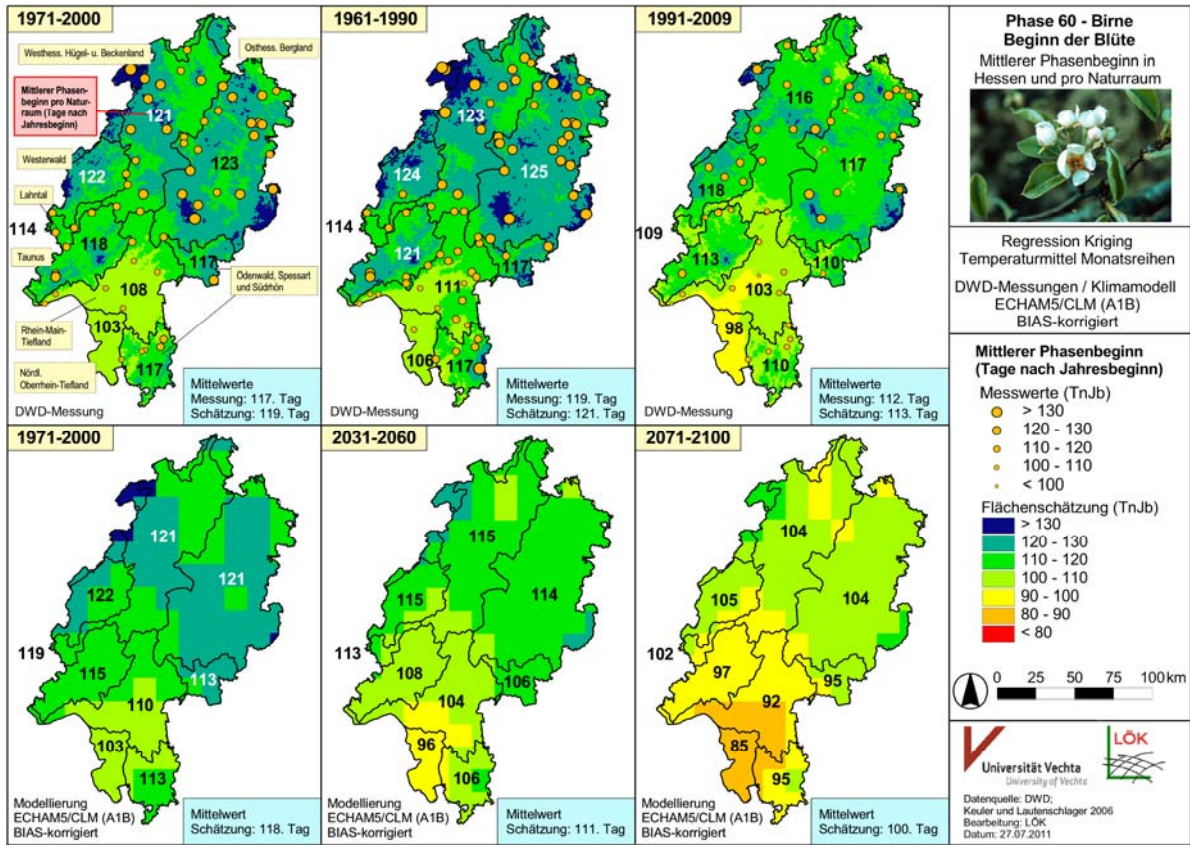 1971-2000
Westhess. Hügel- u. Beckenland
Osthess. Bergland
Mittlerer Phasen-
beginn pro Natur-
raum (Tage nach
Jahresbeginn)
121
123
Westerwald
122
Lahntal
114
118
Taunus
117
108
Odenwald, Spessart
und Südrhön
103
Rhein-Main-
Tiefland
117
Nördl.
Oberrhein-Tiefland
DWD-Messung
Mittelwerte
Messung: 117. Tag
Schätzung: 119. Tag
1961-1990
123
125
124
114
121
117
111
106
117
DWD-Messung
Mittelwerte
Messung: 119. Tag
Schätzung: 121. Tag
1991-2009
116
117
118
109
113
110
103
98
110
DWD-Messung
Mittelwerte
Messung: 112. Tag
Schätzung: 113. Tag
1971-2000
121
121
122
119
115
113
110
103
113
Modellierung
ECHAM5/CLM (A1B)
BIAS-korrigiert
Mittelwert
Schätzung: 118. Tag
2031-2060
115
114
115
113
108
106
104
96
106
Modellierung
ECHAM5/CLM (A1B)
BIAS-korrigiert
Mittelwert
Schätzung: 111. Tag
2071-2100
104
104
105
102
97
95
92
85
95
Modellierung
ECHAM5/CLM (A1B)
BIAS-korrigiert
Mittelwert
Schätzung: 100. Tag
Phase 60 - Birne
Beginn der Blüte
Mittlerer Phasenbeginn in
Hessen und pro Naturraum
Regression Kriging
Temperaturmittel Monatsreihen
DWD-Messungen / Klimamodell
ECHAM5/CLM (A1B)
BIAS-korrigiert
Mittlerer Phasenbeginn
(Tage nach Jahresbeginn)
Messwerte (TnJb)
> 130
120 - 130
110 - 120
100 - 110
< 100
Flächenschätzung (TnJb)
> 130
120 - 130
110 - 120
100 - 110
90 - 100
80 - 90
< 80
0 25 50 75 100 km
Universität Vechta
University of Vechta
LÖK
Datenquelle: DWD;
Keuler und Lautenschlager 2006
Bearbeitung: LÖK
Datum: 27.07.2011